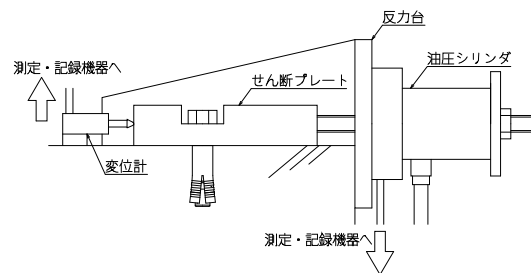 反力台
油圧シリンダ
測定・記録機器へ
せん断プレート
変位計
測定・記録機器へ